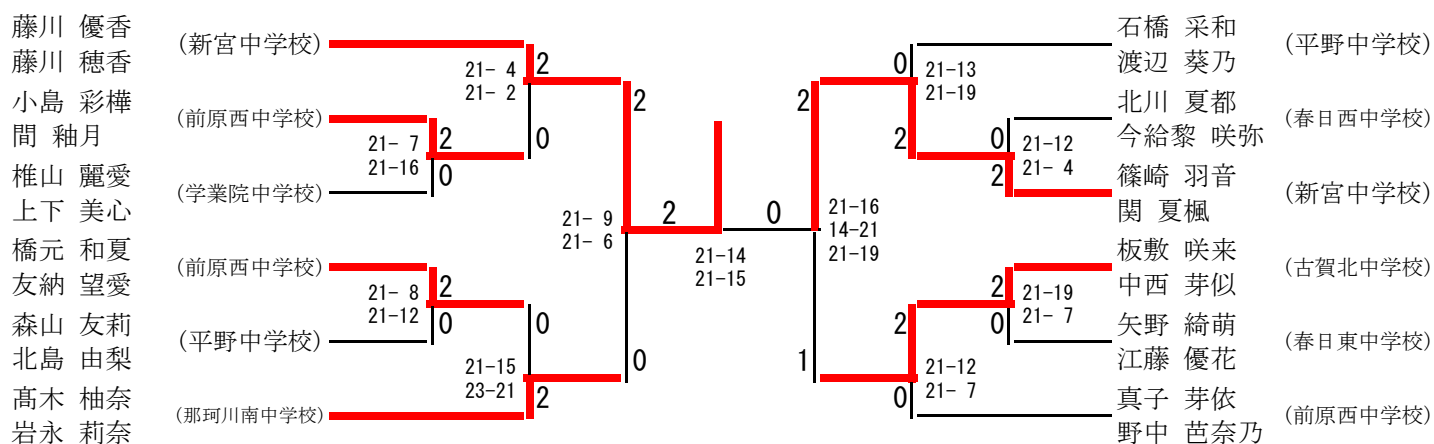 藤川 優香
藤川 穂香
(新宮中学校)
小島 彩樺
間 釉月
(前原西中学校)
椎山 麗愛
上下 美心
(学業院中学校)
橋元 和夏
友納 望愛
(前原西中学校)
森山 友莉
北島 由梨
(平野中学校)
髙木 柚奈
岩永 莉奈
(那珂川南中学校)
21- 4
21- 2
2
0
21- 7
21-16
2
0
21- 8
21-12
2
0
21-15
23-21
0
2
21- 9
21- 6
2
0
2
0
21-14
21-15
2
1
21-16
14-21
21-19
0
2
21-13
21-19
0
2
21-12
21- 4
2
0
21-19
21- 7
2
0
21-12
21- 7
石橋 采和
渡辺 葵乃
(平野中学校)
北川 夏都
今給黎 咲弥
(春日西中学校)
篠崎 羽音
関 夏楓
(新宮中学校)
板敷 咲来
中西 芽似
(古賀北中学校)
矢野 綺萌
江藤 優花
(春日東中学校)
真子 芽依
野中 芭奈乃
(前原西中学校)